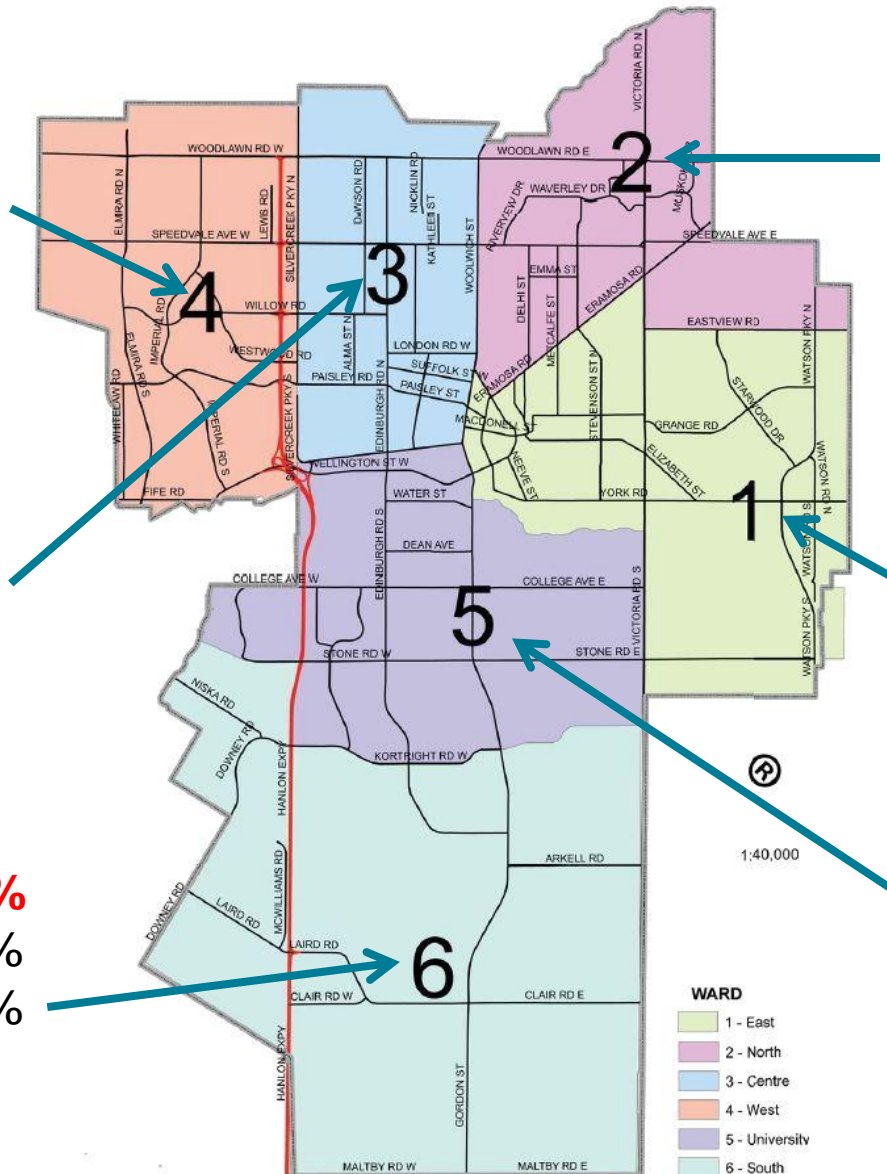 VICTORIA RD N
WOODLAWN RD W
WOODLAWN RD E
2
ELMIRA RD N
LEWIS RD
SILVERCREEK PKY N
DAWSON RD
NICKLIN RD
KATHLEEN ST
WOOLWICH ST
RIVERVIEW DR
WAVERLEY DR
SPEEDVALE AVE W
SPEEDVALE AVE E
3
4
EMMA ST
DELHI ST
METCALFE ST
ERAMOSA RD
IMPERIAL RD
WILLOW RD
EASTVIEW RD
WATSON PKY N
ALMA ST N
LONDON RD W
WESTWOOD RD
SUFFOLK ST W
ERAMOSA RD
STEVENSON ST N
STARWOOD DR
WHITELAW RD
ELMIRA RD S
IMPERIAL RD S
SILVERCREEK PKY S
PAISLEY RD
PAISLEY ST
EDINBURGH RD N
MACDONELL ST
GRANGE RD
WELLINGTON ST W
NEEVE ST
ELIZABETH ST
WATSON RD N
FIFE RD
WATER ST
YORK RD
1
WATSON RD S
DEAN AVE
EDINBURGH RD S
COLLEGE AVE W
COLLEGE AVE E
5
VICTORIA RD S
STONE RD W
STONE RD E
WATSON PKY S
NISKA RD
DOWNEY RD
KORTRIGHT RD W
HANLON EXPY
®
1:40,000
ARKELL RD
MCWILLIAMS RD
%
DOWNEY RD
LAIRD RD
LAIRD RD
%
6
%
CLAIR RD W
CLAIR RD E
HANLON EXPY
GORDON ST
WARD
1 - East
2 - North
3 - Centre
4 - West
5 - University
6 - South
MALTBY RD W
MALTBY RD E